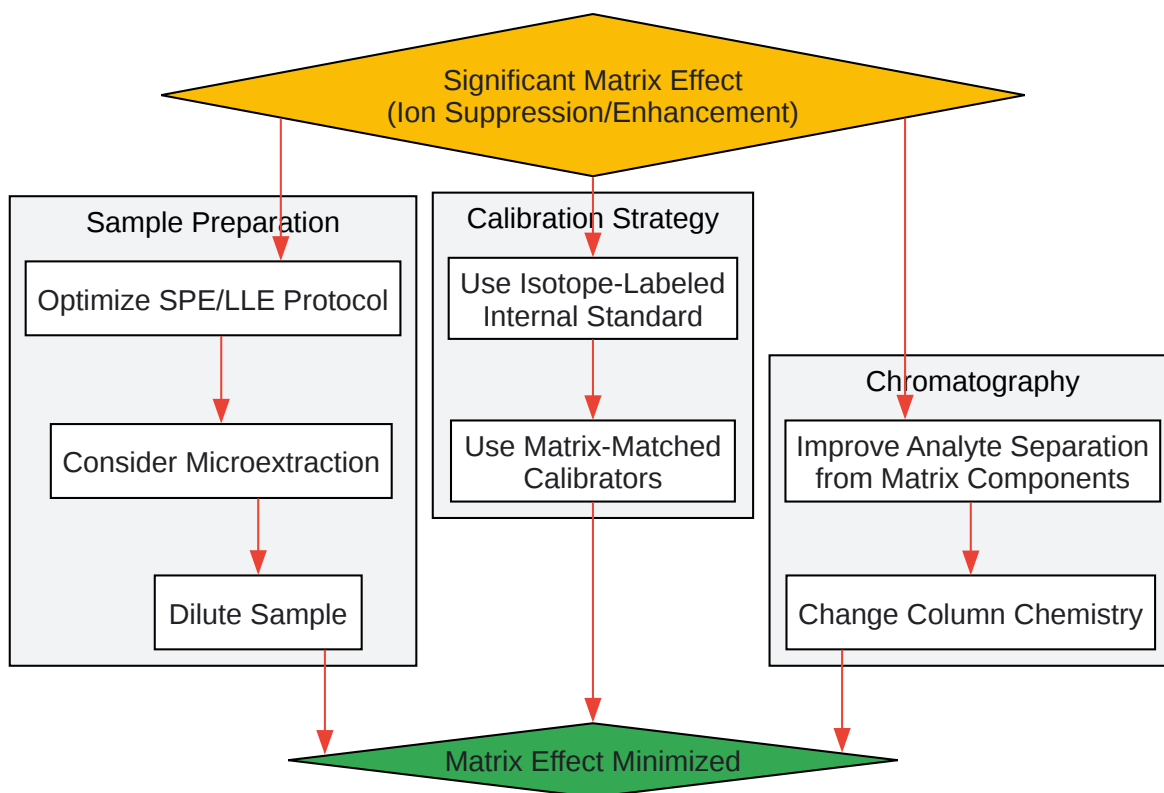 Significant Matrix Effect
(Ion Suppression/Enhancement)
Sample Preparation
Optimize SPE/LLE Protocol
Consider Microextraction
Dilute Sample
Calibration Strategy
Use Isotope-Labeled
Internal Standard
Use Matrix-Matched
Calibrators
Chromatography
Improve Analyte Separation
from Matrix Components
Change Column Chemistry
Matrix Effect Minimized